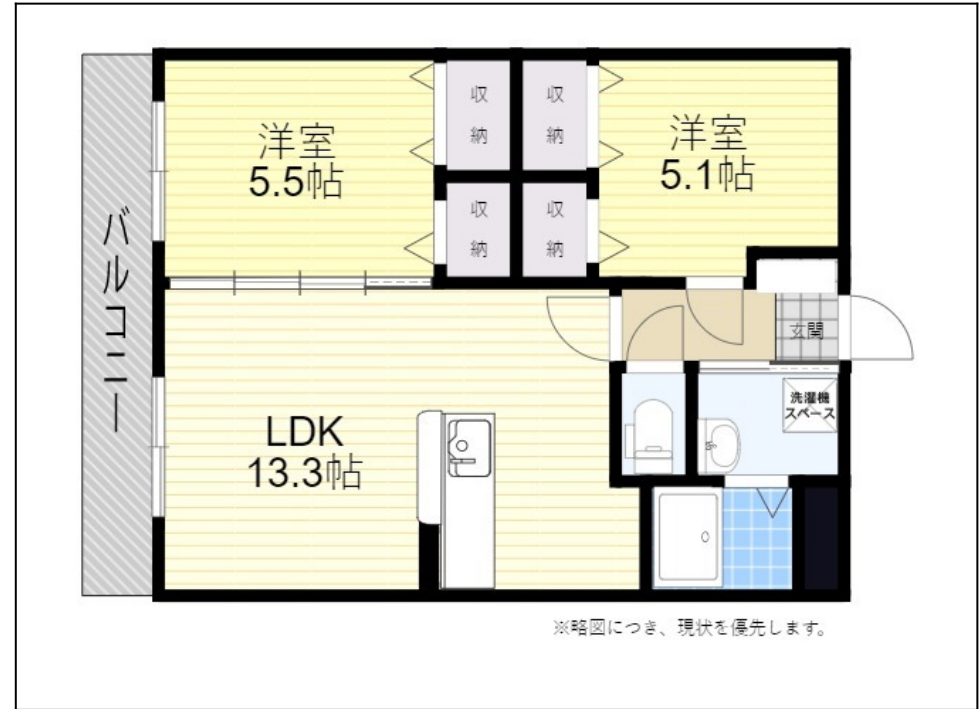 洋室
5.5帖
収納
収納
収納
収納
洋室
5.1帖
バルコニー
LDK
13.3帖
玄関
洗濯機
スペース
※略図につき、現状を優先します。